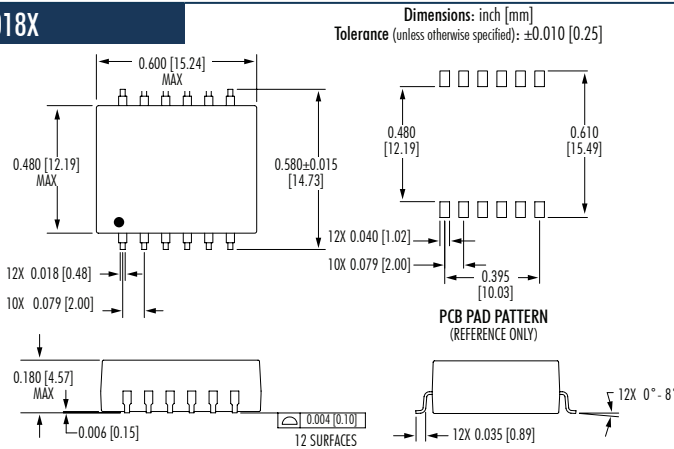 018X
Dimensions: inch [mm]
Tolerance (unless otherwise specified): ±0.010 [0.25]
0.600 [15.24]
MAX
0.480 [12.19]
MAX
0.580±0.015
[14.73]
12X 0.018 [0.48]
10X 0.079 [2.00]
0.480
[12.19]
0.610
[15.49]
12X 0.040 [1.02]
10X 0.079 [2.00]
0.395
[10.03]
PCB PAD PATTERN
(REFERENCE ONLY)
0.180 [4.57]
MAX
0.006 [0.15]
0.004 [0.10]
12 SURFACES
12X 0.035 [0.89]
12X 0°- 8°